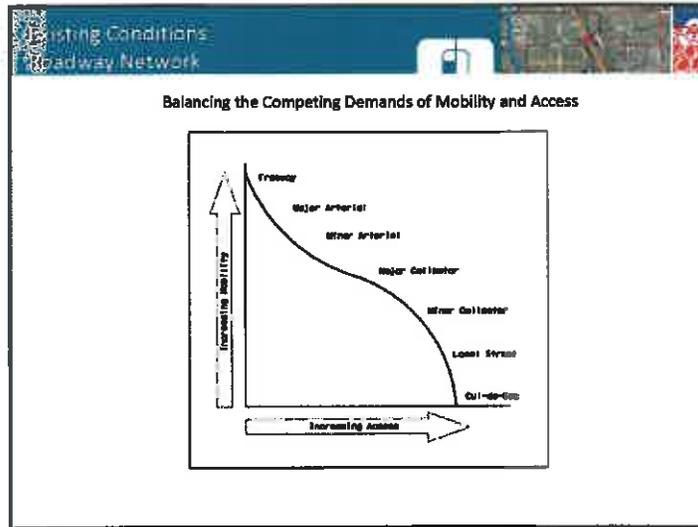 isting Conditions
oadway Network
Balancing the Competing Demands of Mobility and Access
Freeway
Major Arterial
Minor Arterial
Major Collector
Minor Collector
Local Street
Cul-de-Sac
Increasing Mobility
Increasing Access